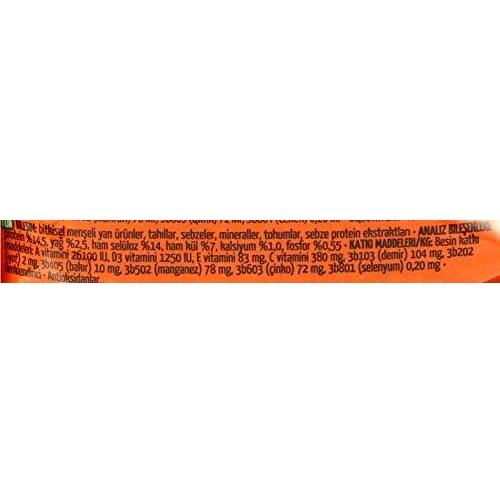 BİLEŞİM: bitkisel menşeli yan ürünler, tahıllar, sebzeler, mineraller, tohumlar, sebze protein ekstraktları • ANALİZ BİLEŞENLERİ:
protein %14,5, yağ %2,5, ham selüloz %14, ham kül %7, kalsiyum %1,0, fosfor %0,55 • KATKI MADDELERİ/KG: Besin katkı
maddeleri: A vitamini 26100 IU, D3 vitamini 1250 IU, E vitamini 83 mg, C vitamini 380 mg, 3b103 (demir) 104 mg, 3b202
(iyot) 2 mg, 3b405 (bakır) 10 mg, 3b502 (manganez) 78 mg, 3b603 (çinko) 72 mg, 3b801 (selenyum) 0,20 mg •
• Antioksidanlar